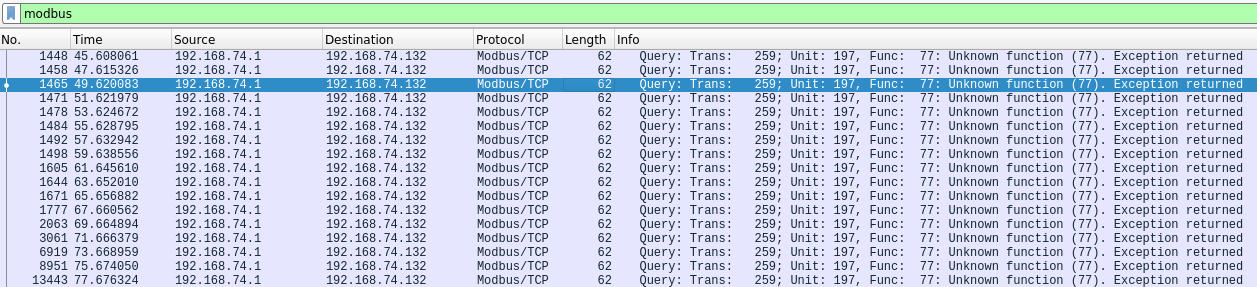 modbus
No. Time Source Destination Protocol Length Info
1448 45.608061 192.168.74.1 192.168.74.132 Modbus/TCP 62 Query: Trans: 259; Unit: 197, Func: 77: Unknown function (77). Exception returned
1458 47.615326 192.168.74.1 192.168.74.132 Modbus/TCP 62 Query: Trans: 259; Unit: 197, Func: 77: Unknown function (77). Exception returned
1465 49.620083 192.168.74.1 192.168.74.132 Modbus/TCP 62 Query: Trans: 259; Unit: 197, Func: 77: Unknown function (77). Exception returned
1471 51.621979 192.168.74.1 192.168.74.132 Modbus/TCP 62 Query: Trans: 259; Unit: 197, Func: 77: Unknown function (77). Exception returned
1478 53.624672 192.168.74.1 192.168.74.132 Modbus/TCP 62 Query: Trans: 259; Unit: 197, Func: 77: Unknown function (77). Exception returned
1484 55.628795 192.168.74.1 192.168.74.132 Modbus/TCP 62 Query: Trans: 259; Unit: 197, Func: 77: Unknown function (77). Exception returned
1492 57.632942 192.168.74.1 192.168.74.132 Modbus/TCP 62 Query: Trans: 259; Unit: 197, Func: 77: Unknown function (77). Exception returned
1498 59.638556 192.168.74.1 192.168.74.132 Modbus/TCP 62 Query: Trans: 259; Unit: 197, Func: 77: Unknown function (77). Exception returned
1605 61.645610 192.168.74.1 192.168.74.132 Modbus/TCP 62 Query: Trans: 259; Unit: 197, Func: 77: Unknown function (77). Exception returned
1644 63.652010 192.168.74.1 192.168.74.132 Modbus/TCP 62 Query: Trans: 259; Unit: 197, Func: 77: Unknown function (77). Exception returned
1671 65.656882 192.168.74.1 192.168.74.132 Modbus/TCP 62 Query: Trans: 259; Unit: 197, Func: 77: Unknown function (77). Exception returned
1777 67.660562 192.168.74.1 192.168.74.132 Modbus/TCP 62 Query: Trans: 259; Unit: 197, Func: 77: Unknown function (77). Exception returned
2063 69.664894 192.168.74.1 192.168.74.132 Modbus/TCP 62 Query: Trans: 259; Unit: 197, Func: 77: Unknown function (77). Exception returned
3061 71.666379 192.168.74.1 192.168.74.132 Modbus/TCP 62 Query: Trans: 259; Unit: 197, Func: 77: Unknown function (77). Exception returned
6919 73.668959 192.168.74.1 192.168.74.132 Modbus/TCP 62 Query: Trans: 259; Unit: 197, Func: 77: Unknown function (77). Exception returned
8951 75.674050 192.168.74.1 192.168.74.132 Modbus/TCP 62 Query: Trans: 259; Unit: 197, Func: 77: Unknown function (77). Exception returned
13443 77.676324 192.168.74.1 192.168.74.132 Modbus/TCP 62 Query: Trans: 259; Unit: 197, Func: 77: Unknown function (77). Exception returned